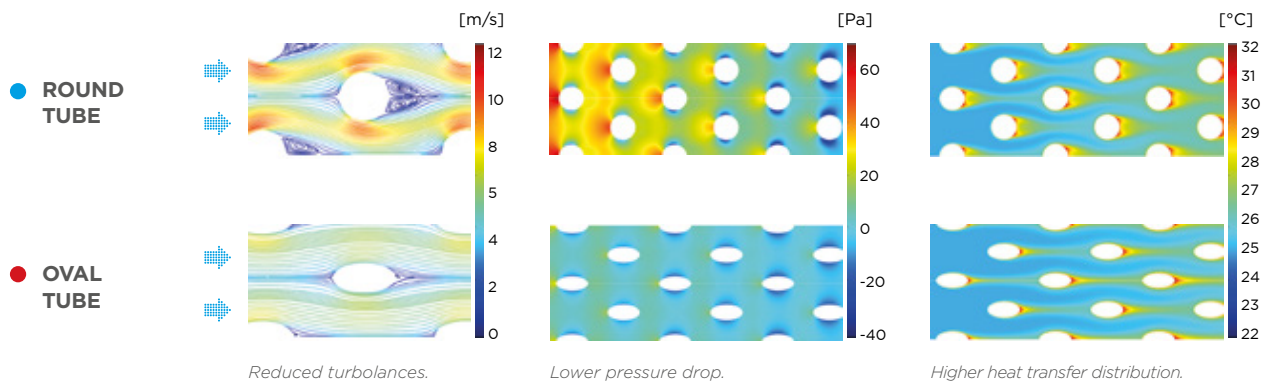 [m/s]
[Pa]
[°C]
ROUND
TUBE
12
10
8
5
4
2
0
60
40
20
0
-20
-40
32
31
30
29
28
27
26
25
24
23
22
OVAL
TUBE
Reduced turbolances.
Lower pressure drop.
Higher heat transfer distribution.